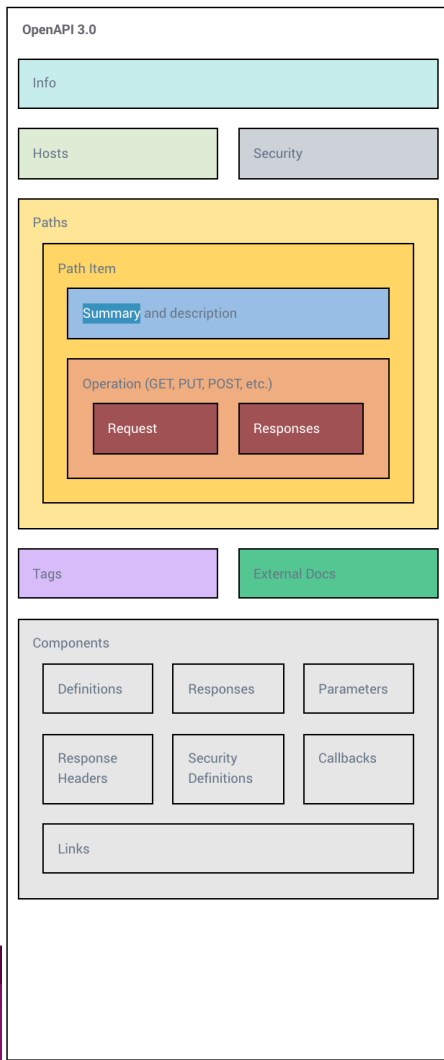 OpenAPI 3.0
Info
Hosts
Security
Paths
Path Item
Summary and description
Operation (GET, PUT, POST, etc.)
Request
Responses
Tags
External Docs
Components
Definitions
Responses
Parameters
Response
Headers
Security
Definitions
Callbacks
Links